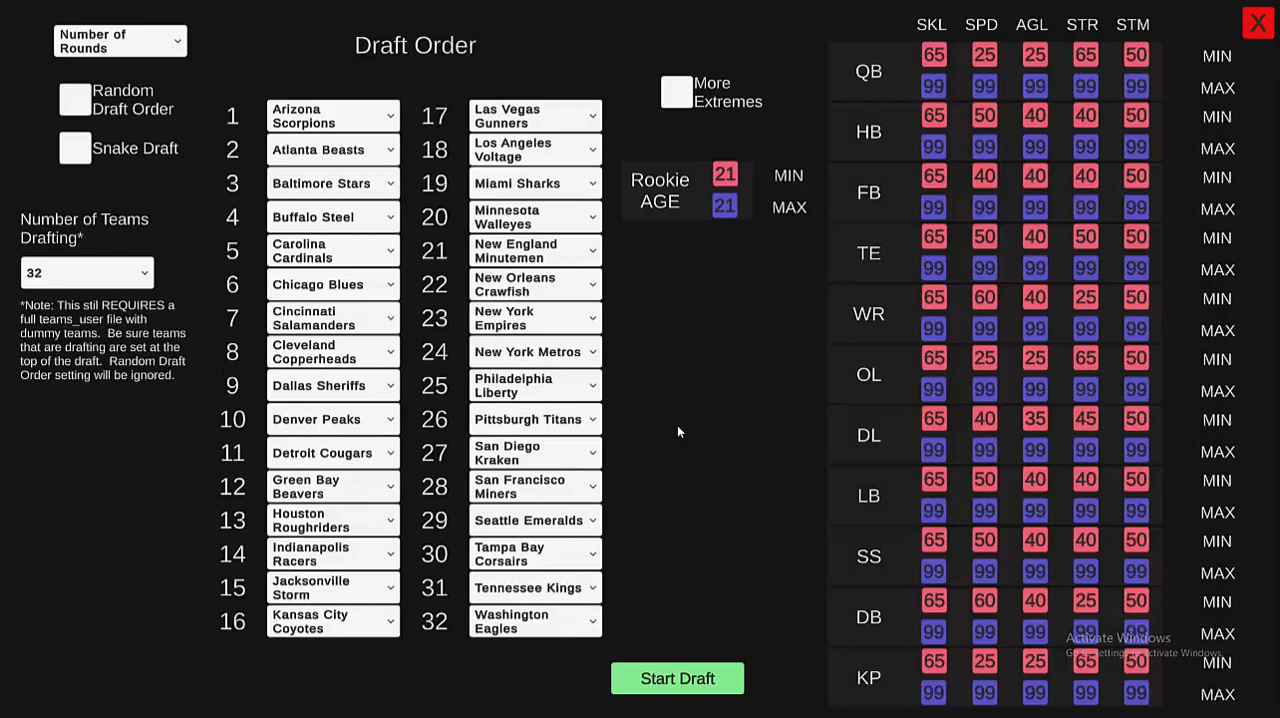 Number of
Rounds
Random
Draft Order
Snake Draft
Number of Teams
Drafting*
32
*Note: This stil REQUIRES a
full teams_user file with
dummy teams. Be sure teams
that are drafting are set at the
top of the draft. Random Draft
Order setting will be ignored.
Draft Order
1 Arizona
Scorpions
2 Atlanta Beasts
3 Baltimore Stars
4 Buffalo Steel
5 Carolina
Cardinals
6 Chicago Blues
7 Cincinnati
Salamanders
8 Cleveland
Copperheads
9 Dallas Sheriffs
10 Denver Peaks
11 Detroit Cougars
12 Green Bay
Beavers
13 Houston
Roughriders
14 Indianapolis
Racers
15 Jacksonville
Storm
16 Kansas City
Coyotes
17 Las Vegas
Gunners
18 Los Angeles
Voltage
19 Miami Sharks
20 Minnesota
Walleyes
21 New England
Minutemen
22 New Orleans
Crawfish
23 New York
Empires
24 New York Metros
25 Philadelphia
Liberty
26 Pittsburgh Titans
27 San Diego
Kraken
28 San Francisco
Miners
29 Seattle Emeralds
30 Tampa Bay
Corsairs
31 Tennessee Kings
32 Washington
Eagles
More
Extremes
Rookie
AGE
21 MIN
21 MAX
Start Draft
X
SKL SPD AGL STR STM
QB
65 25 25 65 50 MIN
99 99 99 99 99 MAX
HB
65 50 40 40 50 MIN
99 99 99 99 99 MAX
FB
65 40 40 40 50 MIN
99 99 99 99 99 MAX
TE
65 50 40 50 50 MIN
99 99 99 99 99 MAX
WR
65 60 40 25 50 MIN
99 99 99 99 99 MAX
OL
65 25 25 65 50 MIN
99 99 99 99 99 MAX
DL
65 40 35 45 50 MIN
99 99 99 99 99 MAX
LB
65 50 40 40 50 MIN
99 99 99 99 99 MAX
SS
65 50 40 40 50 MIN
99 99 99 99 99 MAX
DB
65 60 40 25 50 MIN
99 99 99 99 99 MAX
KP
65 25 25 65 50 MIN
99 99 99 99 99 MAX
Activate Windows
Go to Settings to activate Windows.